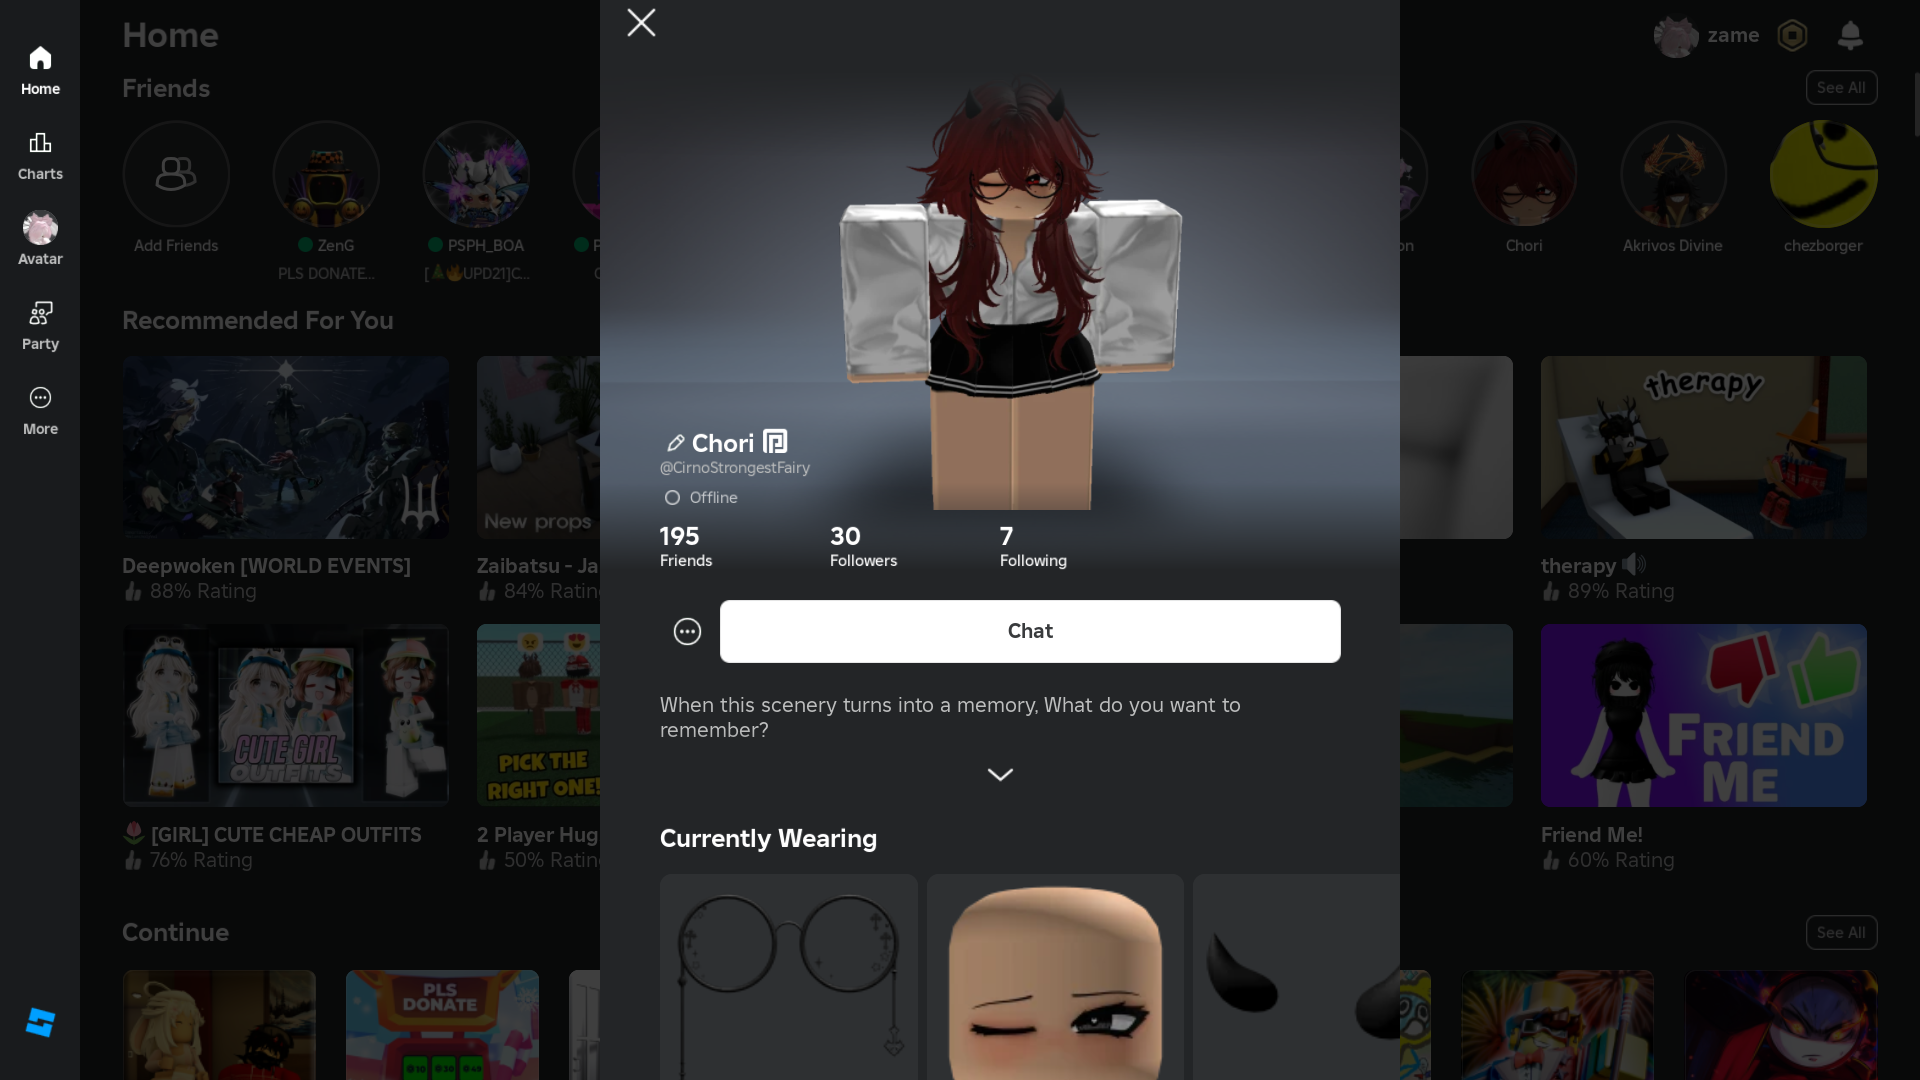 Home
Home
Charts
Avatar
Party
More
Friends
zame
See All
Add Friends
ZenG
PLS DONATE...
PSPH_BOA
[🎄🔥UPD21]C...
Chori
Akrivos Divine
chezborger
Recommended For You
New props
therapy
Deepwoken [WORLD EVENTS]
88% Rating
Zaibatsu - Ja
84% Rating
therapy 🔊
89% Rating
CUTE GIRL
OUTFITS
PICK THE
RIGHT ONE!
FRIEND
ME
🌷 [GIRL] CUTE CHEAP OUTFITS
76% Rating
2 Player Hug
50% Rating
Friend Me!
60% Rating
Continue
See All
PLS
DONATE
Chori
@CirnoStrongestFairy
Offline
195
Friends
30
Followers
7
Following
Chat
When this scenery turns into a memory, What do you want to
remember?
Currently Wearing